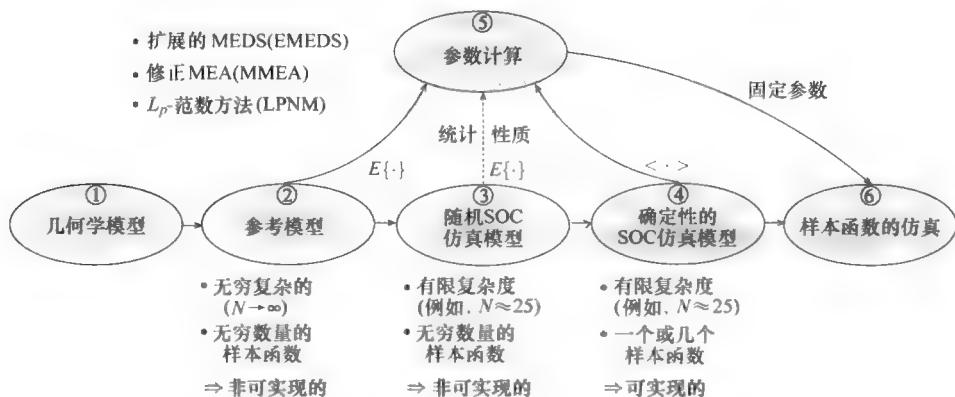 • 扩展的 MEDS(EMEDS)
• 修正MEA(MMEA)
• Lp-范数方法(LPNM)
⑤
参数计算
固定参数
统计 性质
E{·}
E{·}
< · >
①
几何学模型
②
参考模型
③
随机SOC
仿真模型
④
确定性的
SOC仿真模型
⑥
样本函数的仿真
• 无穷复杂的
(N→∞)
• 无穷数量的
样本函数
⇒ 非可实现的
• 有限复杂度
(例如, N≈25)
• 无穷数量的
样本函数
⇒ 非可实现的
• 有限复杂度
(例如, N≈25)
• 一个或几个
样本函数
⇒ 可实现的